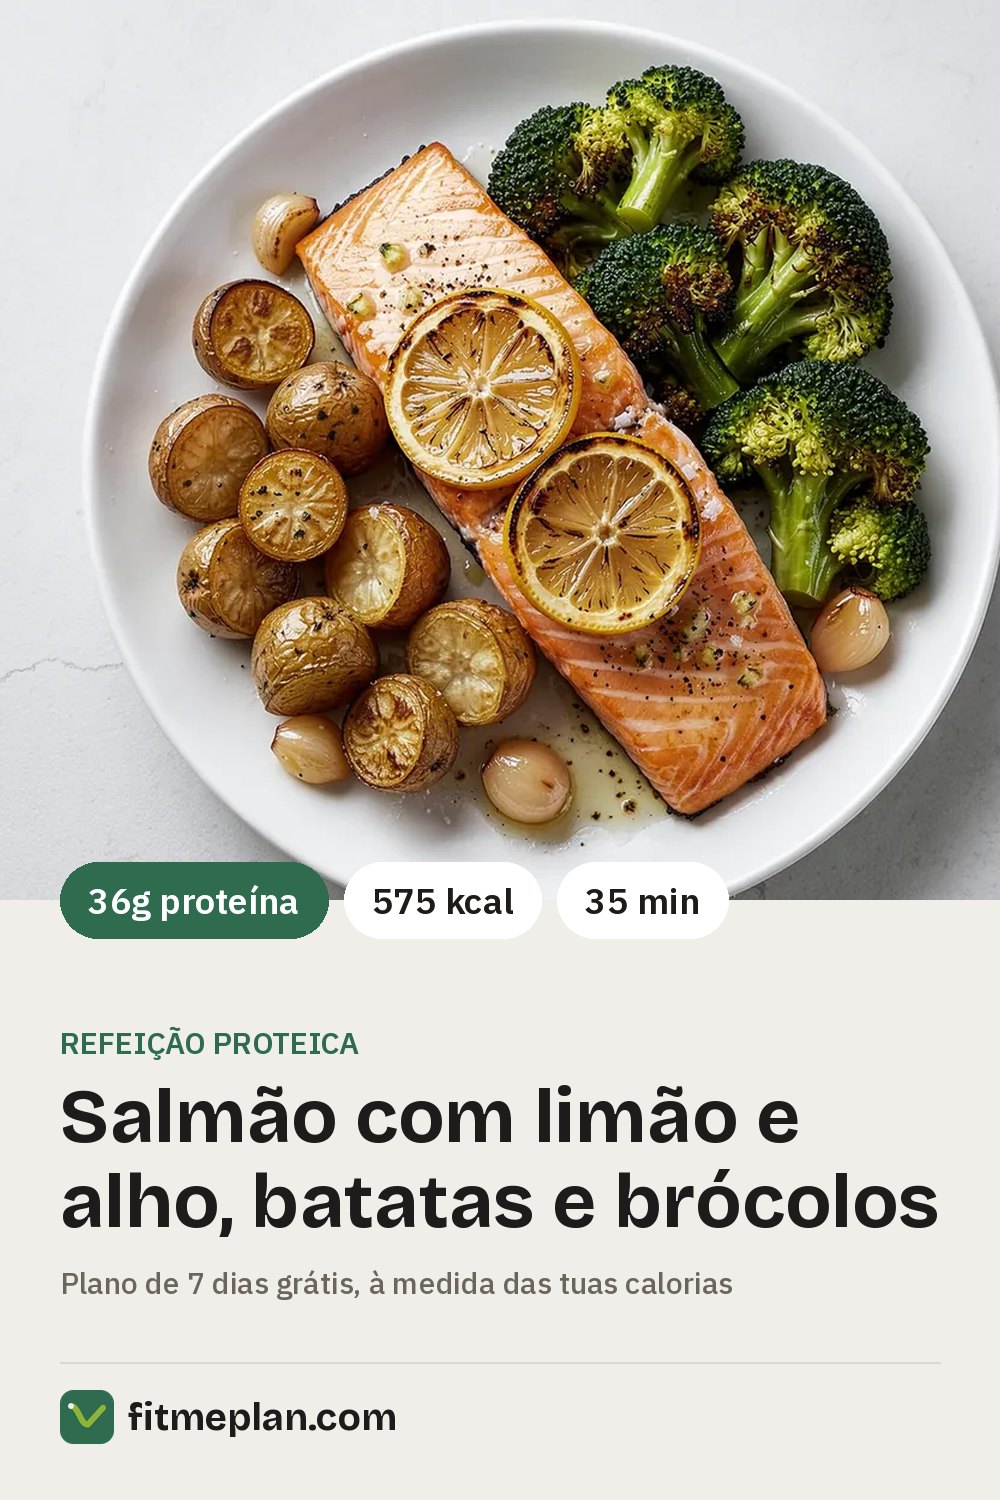 36g proteína
575 kcal
35 min
REFEIÇÃO PROTEICA
Salmão com limão e
alho, batatas e brócolos
Plano de 7 dias grátis, à medida das tuas calorias
fitmeplan.com